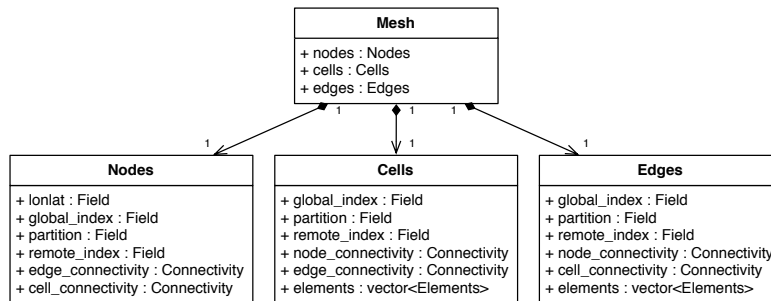 Mesh
+ nodes : Nodes
+ cells : Cells
+ edges : Edges
1 1 1
1 1 1
Nodes
+ lonlat : Field
+ global_index : Field
+ partition : Field
+ remote_index : Field
+ edge_connectivity : Connectivity
+ cell_connectivity : Connectivity
Cells
+ global_index : Field
+ partition : Field
+ remote_index : Field
+ node_connectivity : Connectivity
+ edge_connectivity : Connectivity
+ elements : vector<Elements>
Edges
+ global_index : Field
+ partition : Field
+ remote_index : Field
+ node_connectivity : Connectivity
+ cell_connectivity : Connectivity
+ elements : vector<Elements>